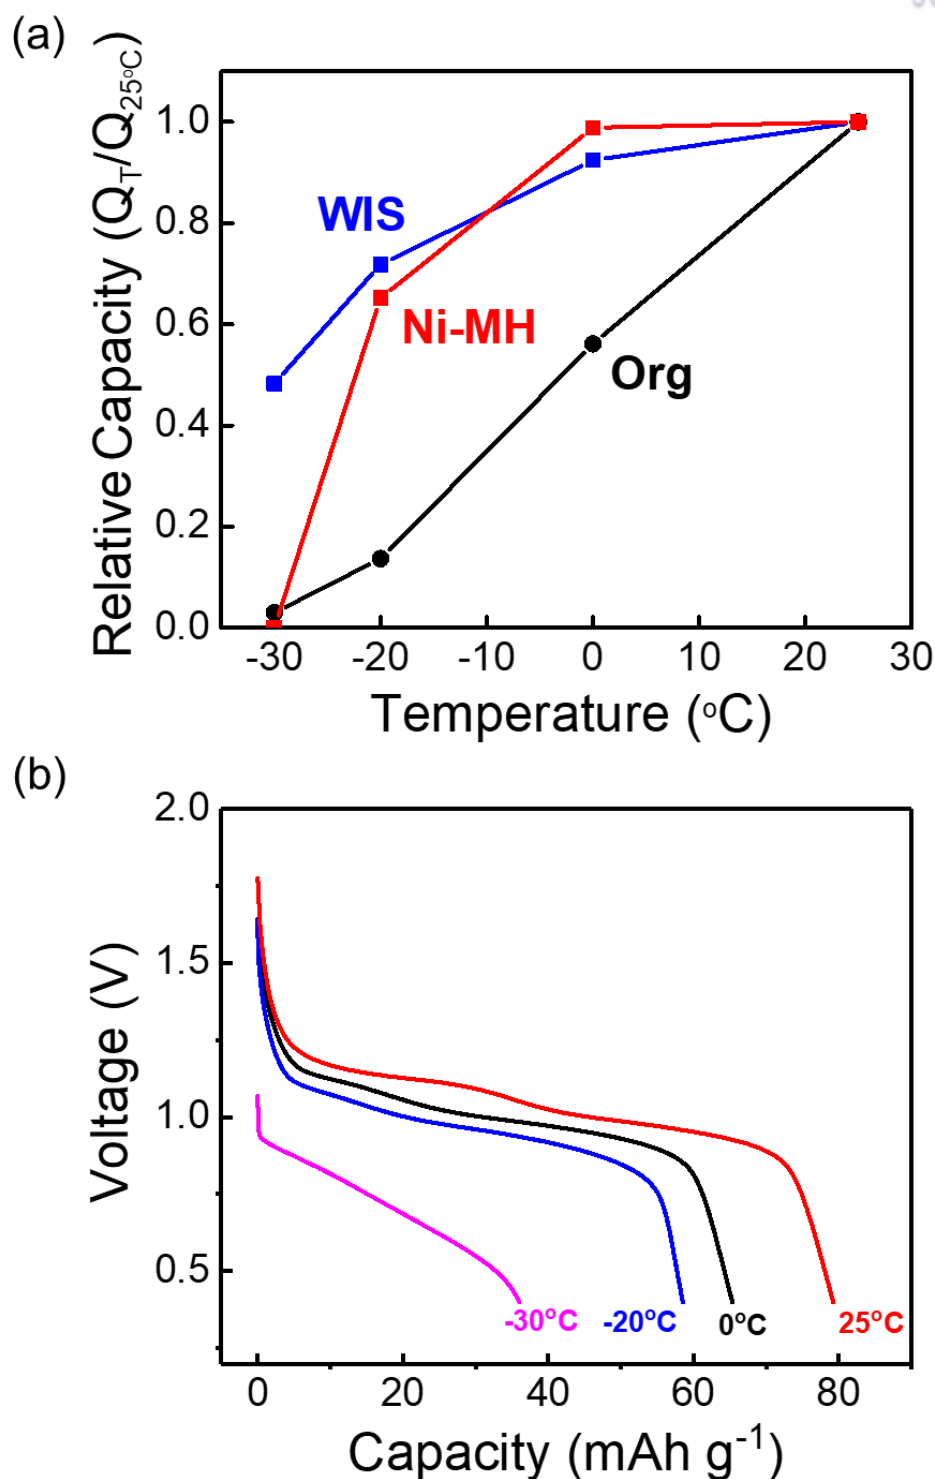 (a)
Relative Capacity (Q_T/Q_25°C)
1.0
0.8
0.6
0.4
0.2
0.0
WIS
Ni-MH
Org
-30 -20 -10 0 10 20 30
Temperature (°C)
(b)
Voltage (V)
2.0
1.5
1.0
0.5
-30°C -20°C 0°C 25°C
0 20 40 60 80
Capacity (mAh g⁻¹)